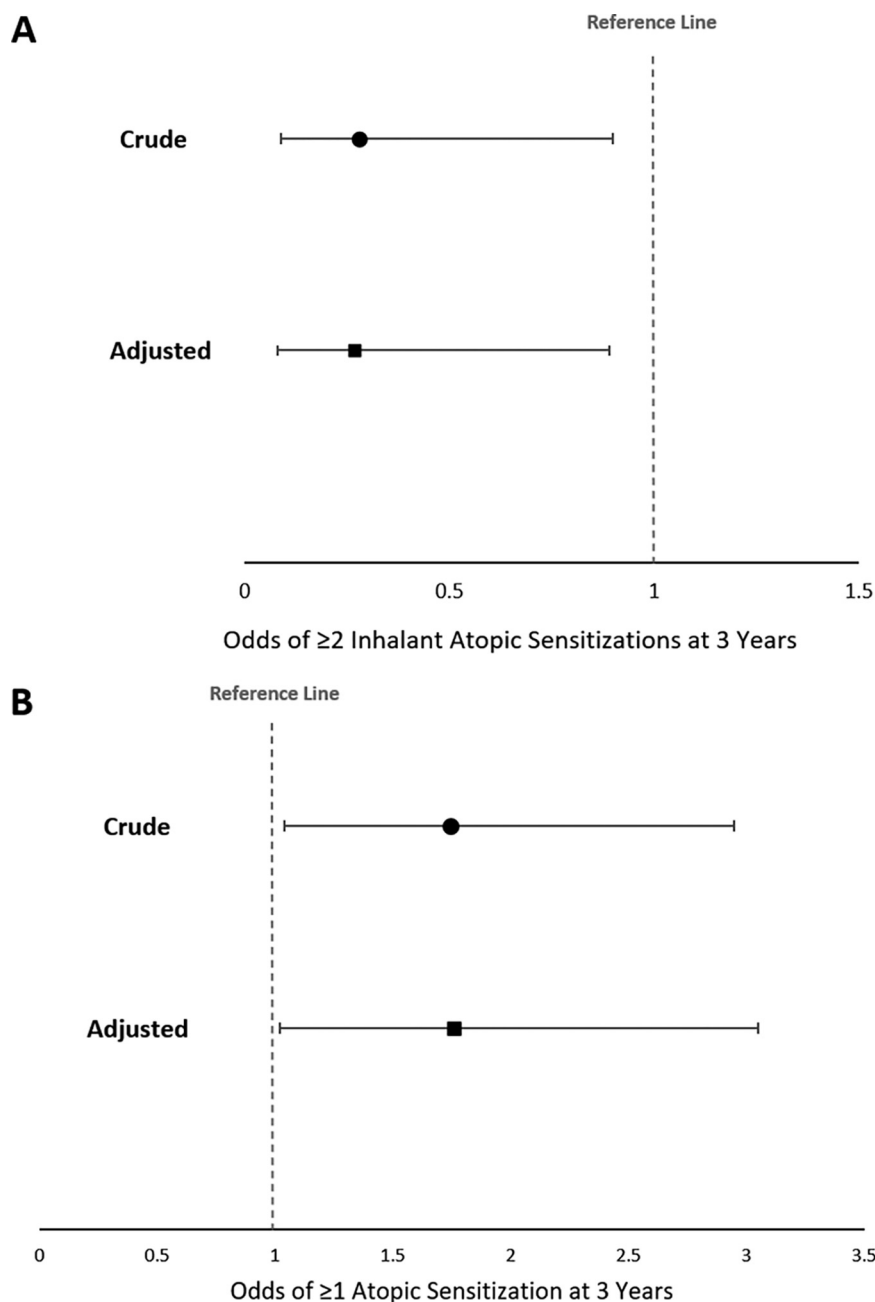 A
Reference Line
Crude
Adjusted
0 0.5 1 1.5
Odds of ≥2 Inhalant Atopic Sensitizations at 3 Years
B
Reference Line
Crude
Adjusted
0 0.5 1 1.5 2 2.5 3 3.5
Odds of ≥1 Atopic Sensitization at 3 Years